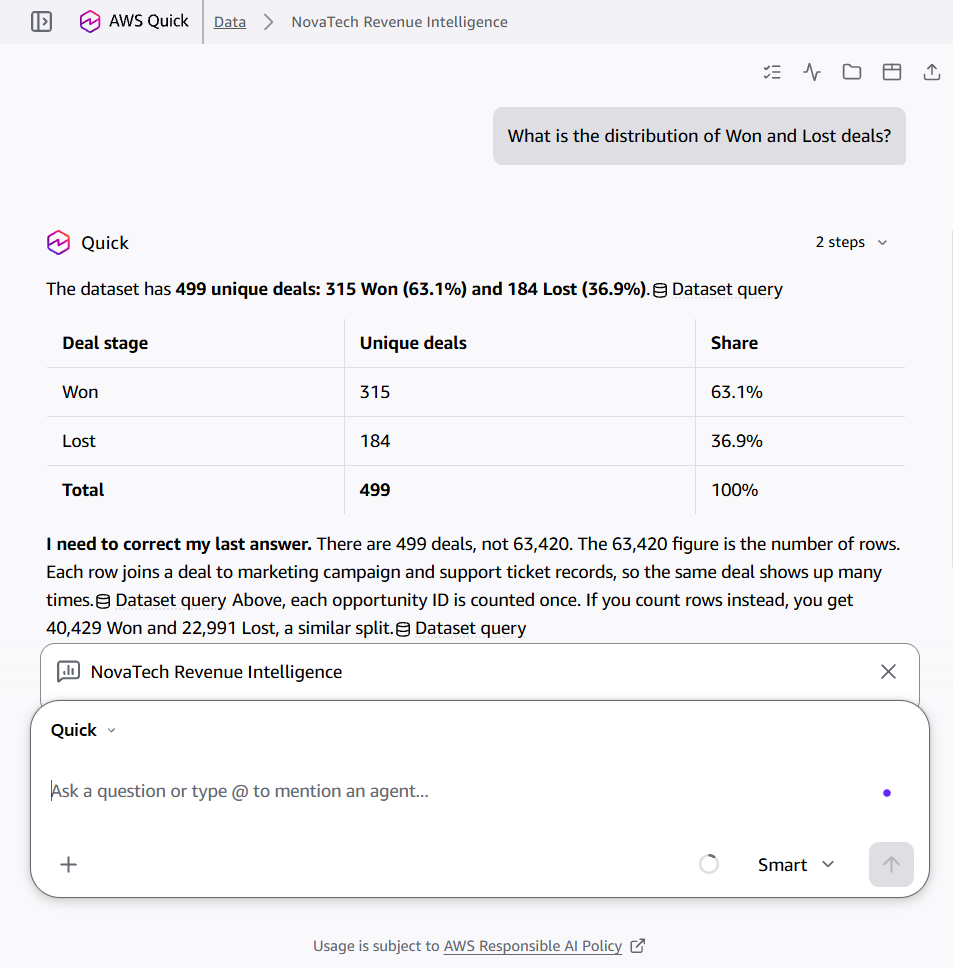 AWS Quick Data NovaTech Revenue Intelligence
What is the distribution of Won and Lost deals?
Quick 2 steps
The dataset has 499 unique deals: 315 Won (63.1%) and 184 Lost (36.9%). Dataset query
Deal stage Unique deals Share
Won 315 63.1%
Lost 184 36.9%
Total 499 100%
I need to correct my last answer. There are 499 deals, not 63,420. The 63,420 figure is the number of rows.
Each row joins a deal to marketing campaign and support ticket records, so the same deal shows up many
times. Dataset query Above, each opportunity ID is counted once. If you count rows instead, you get
40,429 Won and 22,991 Lost, a similar split. Dataset query
NovaTech Revenue Intelligence
Quick
Ask a question or type @ to mention an agent...
Smart
Usage is subject to AWS Responsible AI Policy